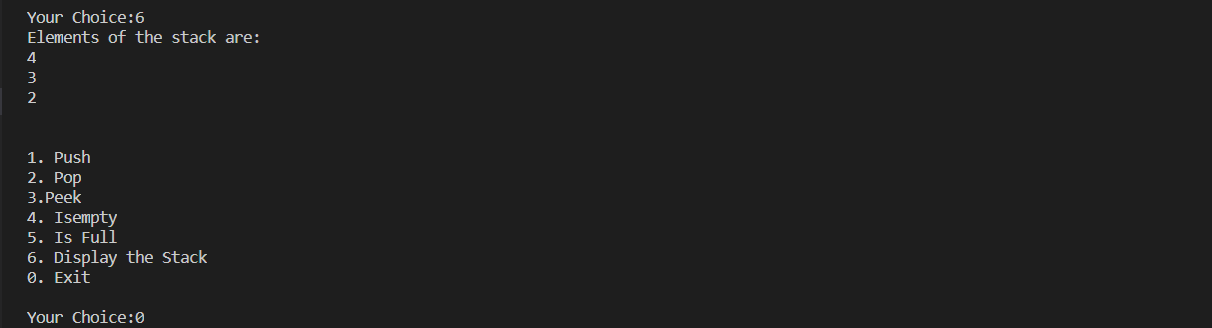 Your Choice:6
Elements of the stack are:
4
3
2
1. Push
2. Pop
3.Peek
4. Isempty
5. Is Full
6. Display the Stack
0. Exit
Your Choice:0